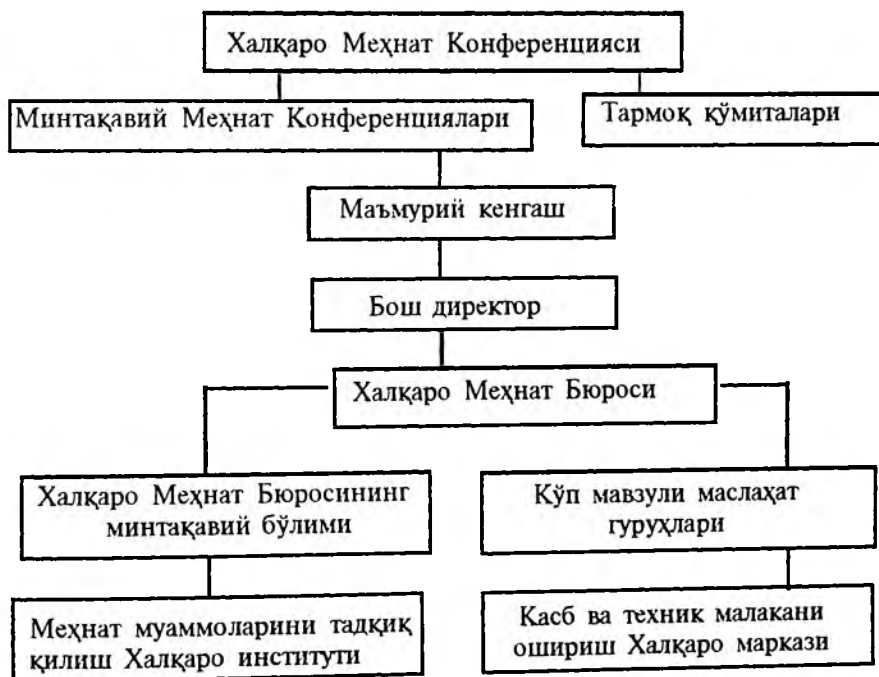 Халқаро Меҳнат Конференцияси
Минтақавий Меҳнат Конференциялари
Тармоқ қўмиталари
Маъмурий кенгаш
Бош директор
Халқаро Меҳнат Бюроси
Халқаро Меҳнат Бюросининг
минтақавий бўлими
Кўп мавзули маслаҳат
гуруҳлари
Меҳнат муаммоларини тадқиқ
қилиш Халқаро институти
Касб ва техник малакани
ошириш Халқаро маркази